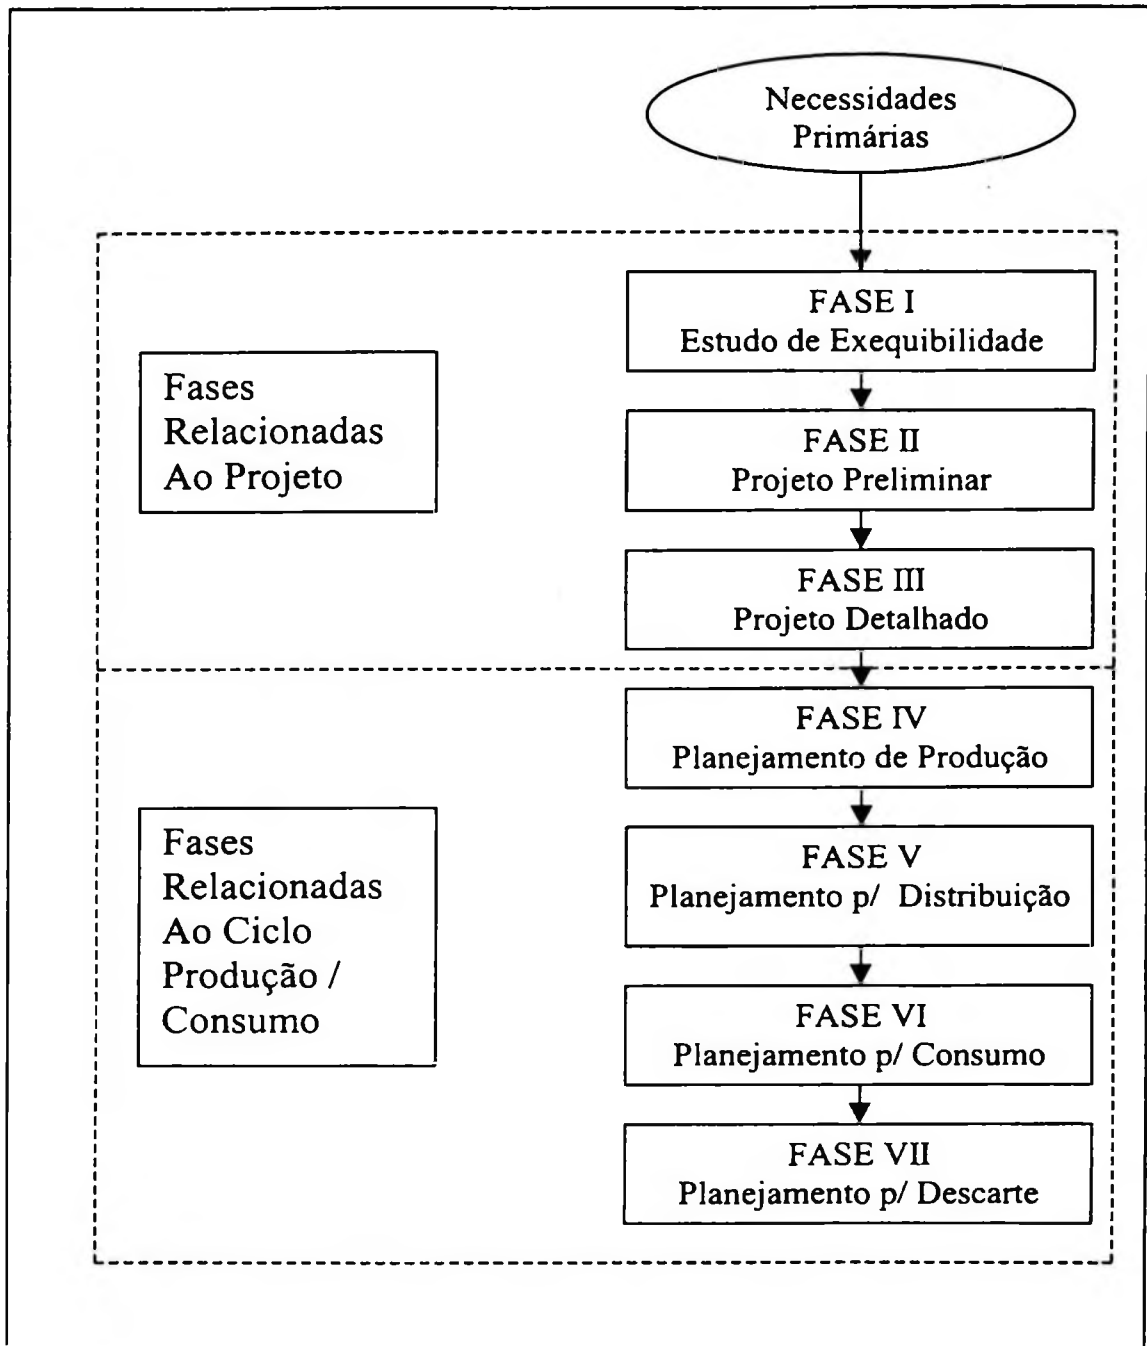 Necessidades
Primárias
FASE I
Estudo de Exequibilidade
Fases
Relacionadas
Ao Projeto
FASE II
Projeto Preliminar
FASE III
Projeto Detalhado
FASE IV
Planejamento de Produção
Fases
Relacionadas
Ao Ciclo
Produção /
Consumo
FASE V
Planejamento p/ Distribuição
FASE VI
Planejamento p/ Consumo
FASE VII
Planejamento p/ Descarte